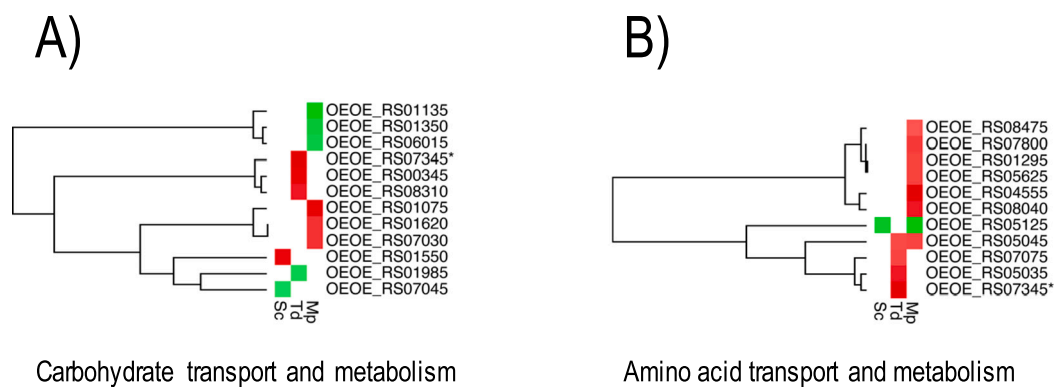 A)
OEOE_RS01135
OEOE_RS01350
OEOE_RS06015
OEOE_RS07345*
OEOE_RS00345
OEOE_RS08310
OEOE_RS01075
OEOE_RS01620
OEOE_RS07030
OEOE_RS01550
OEOE_RS01985
OEOE_RS07045
Sc
Td
Mp
Carbohydrate transport and metabolism
B)
OEOE_RS08475
OEOE_RS07800
OEOE_RS01295
OEOE_RS05625
OEOE_RS04555
OEOE_RS08040
OEOE_RS05125
OEOE_RS05045
OEOE_RS07075
OEOE_RS05035
OEOE_RS07345*
Sc
Td
Mp
Amino acid transport and metabolism